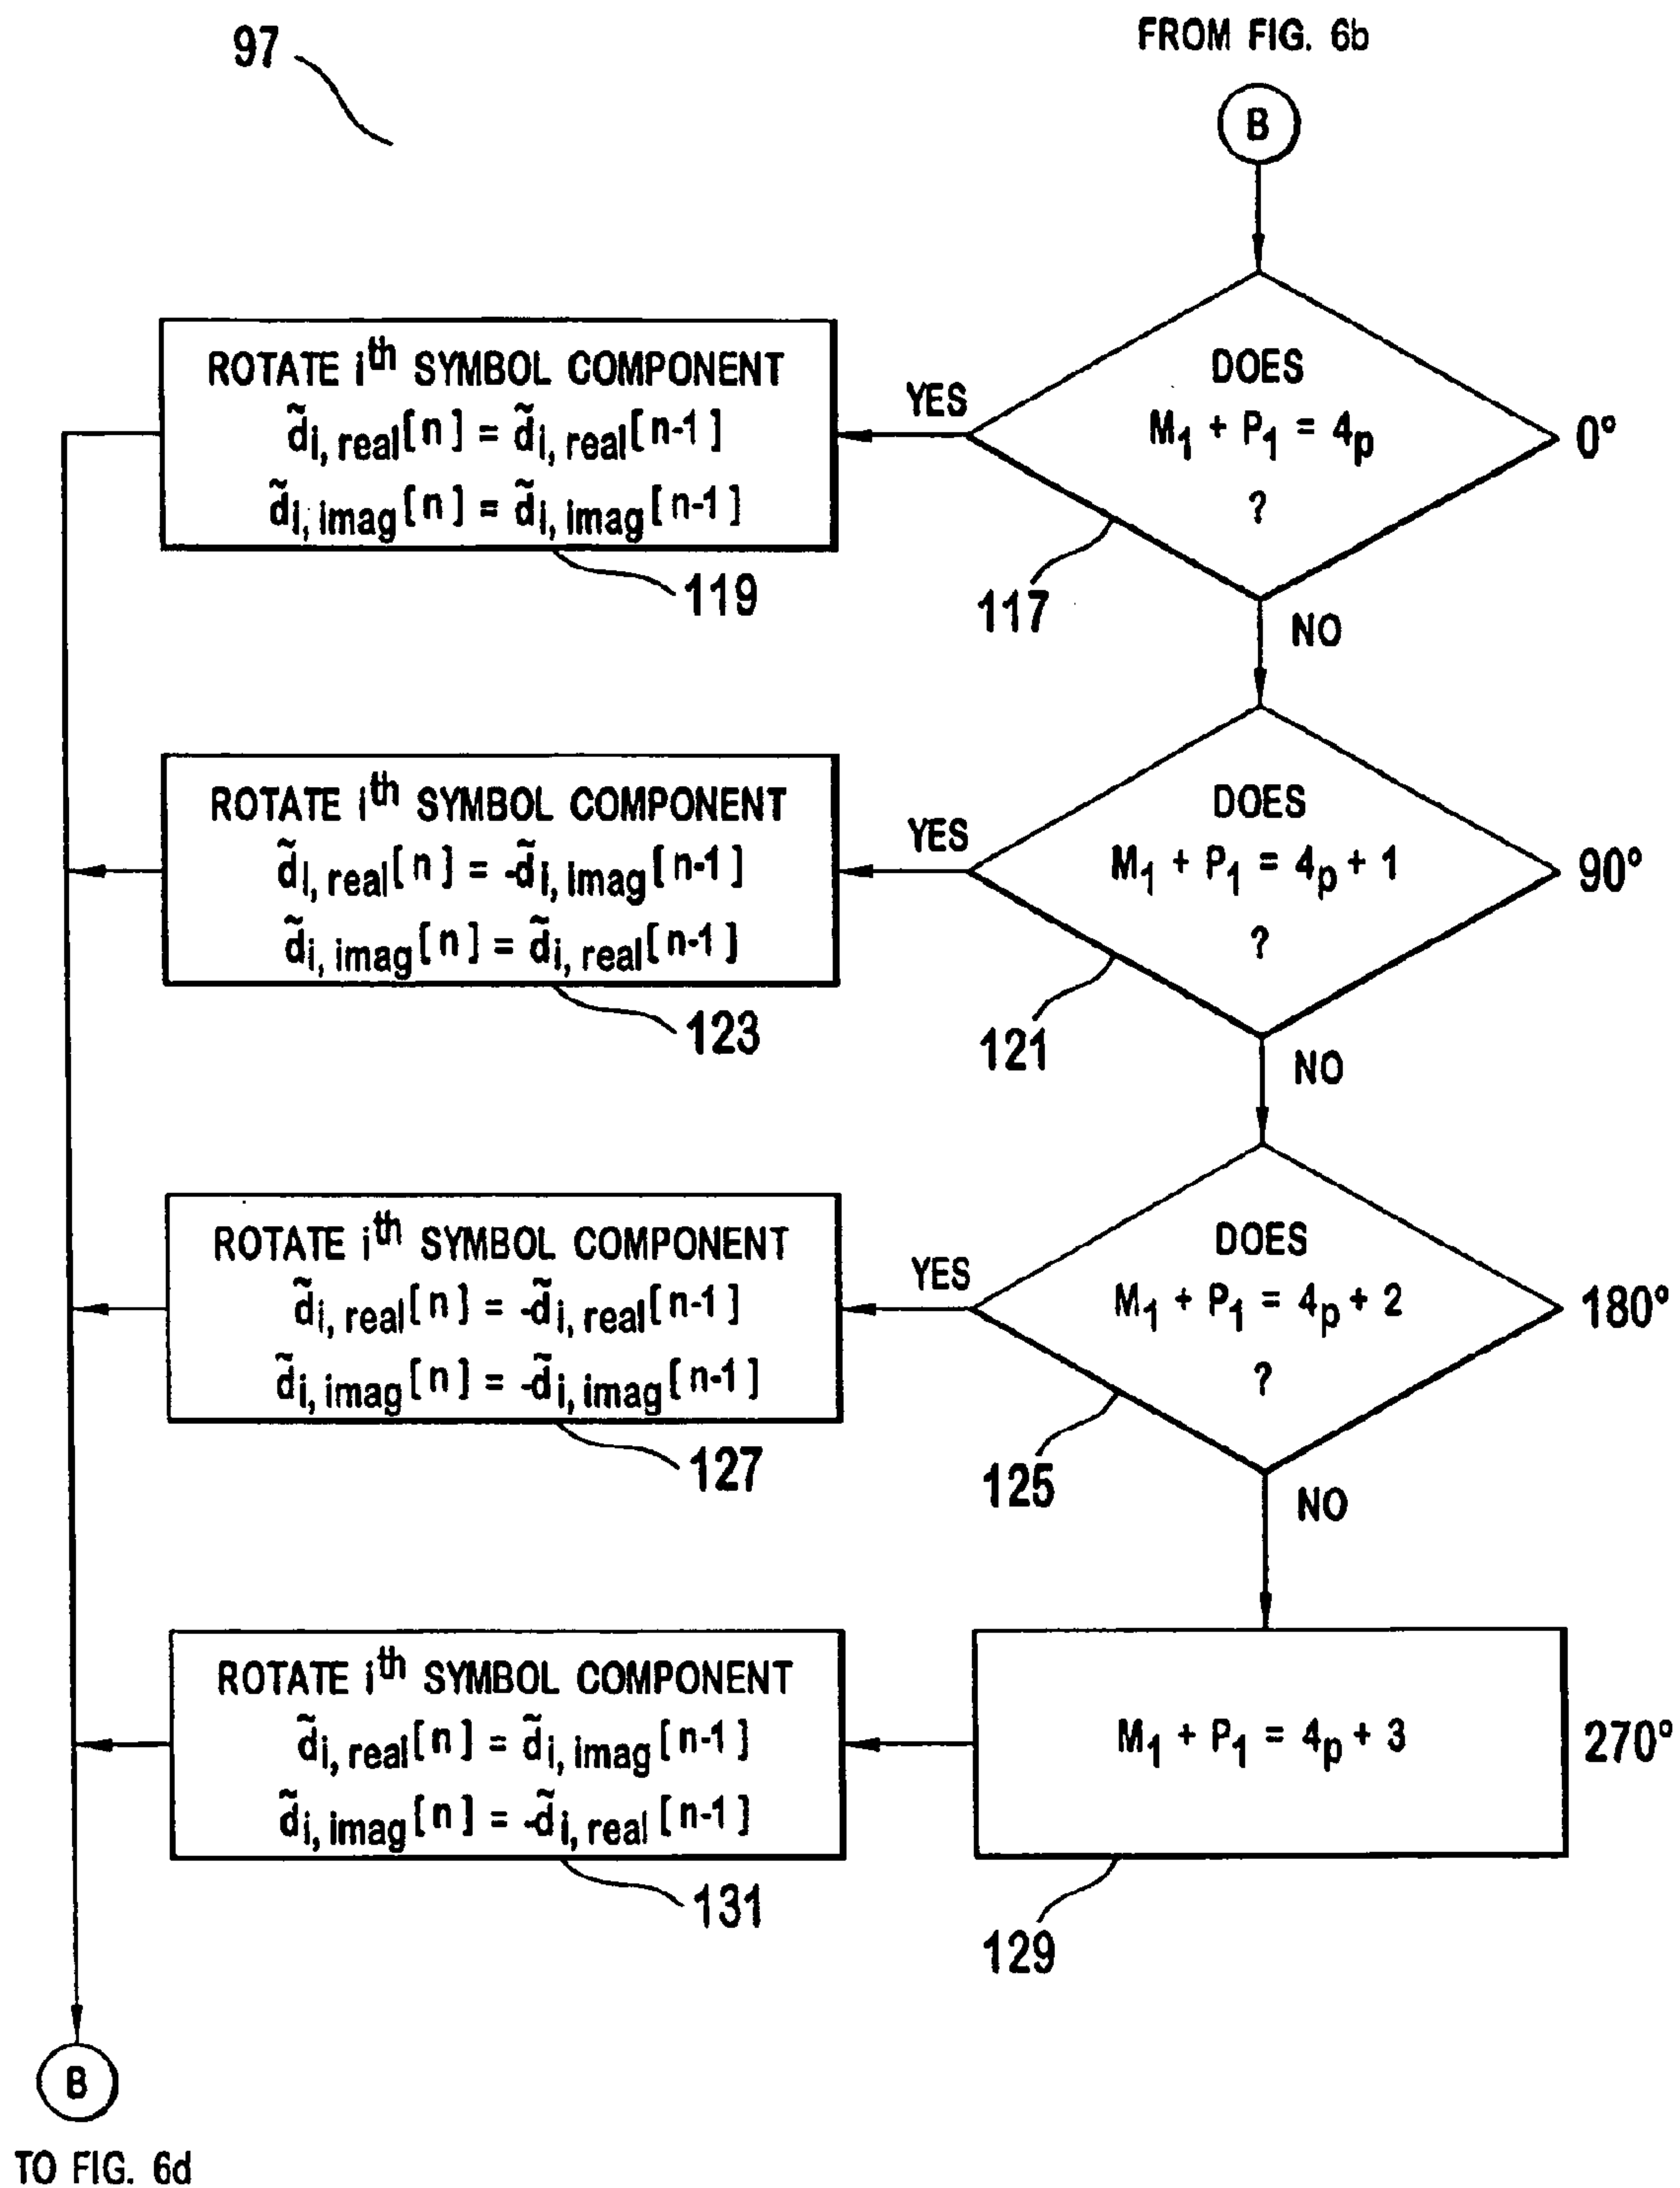 97
FROM FIG. 6b
B
DOES
M1 + P1 = 4p
?
0°
YES
NO
117
ROTATE ith SYMBOL COMPONENT
d̃i, real[n] = d̃i, real[n-1]
d̃i, imag[n] = d̃i, imag[n-1]
119
DOES
M1 + P1 = 4p + 1
?
90°
YES
NO
121
ROTATE ith SYMBOL COMPONENT
d̃i, real[n] = -d̃i, imag[n-1]
d̃i, imag[n] = d̃i, real[n-1]
123
DOES
M1 + P1 = 4p + 2
?
180°
YES
NO
125
ROTATE ith SYMBOL COMPONENT
d̃i, real[n] = -d̃i, real[n-1]
d̃i, imag[n] = -d̃i, imag[n-1]
127
M1 + P1 = 4p + 3
270°
129
ROTATE ith SYMBOL COMPONENT
d̃i, real[n] = d̃i, imag[n-1]
d̃i, imag[n] = -d̃i, real[n-1]
131
B
TO FIG. 6d